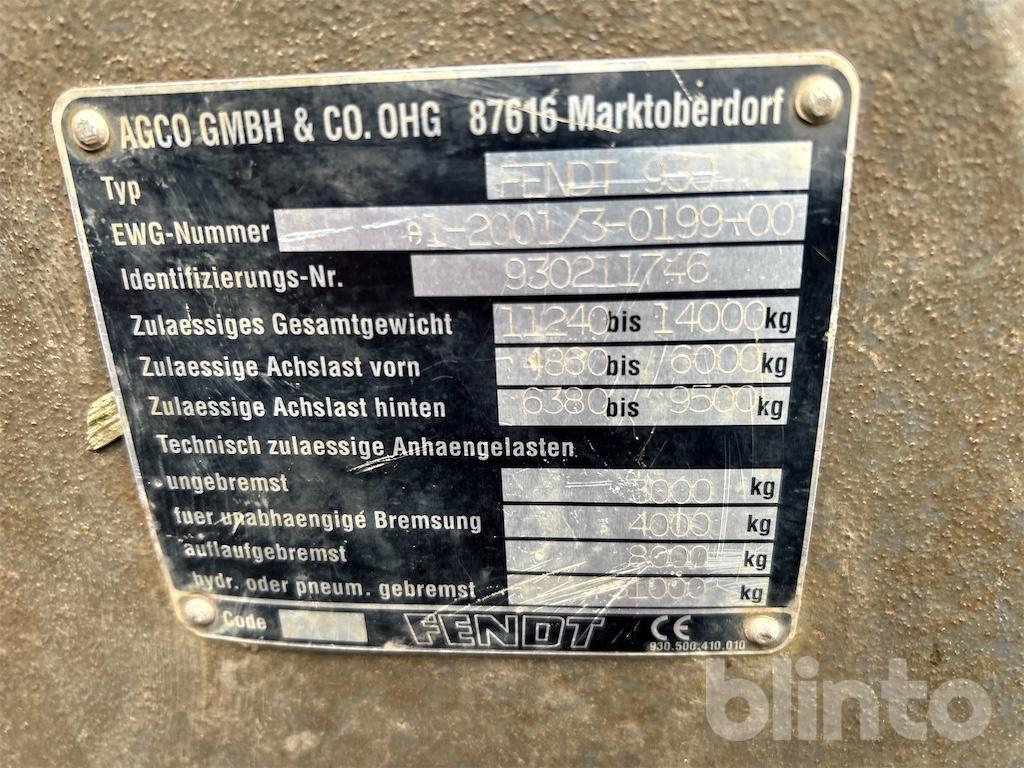 AGCO GMBH & CO. OHG 87616 Marktoberdorf
Typ FENDT 930
EWG-Nummer e1-2001/3-0199*00
Identifizierungs-Nr. 930211746
Zulaessiges Gesamtgewicht 11240 bis 14000 kg
Zulaessige Achslast vorn 4860 bis 6000 kg
Zulaessige Achslast hinten 6380 bis 9500 kg
Technisch zulaessige Anhaengelasten
ungebremst kg
fuer unabhaengige Bremsung 4000 kg
auflaufgebremst 8000 kg
hydr. oder pneum. gebremst kg
Code FENDT CE
930.500.410.010
blinto